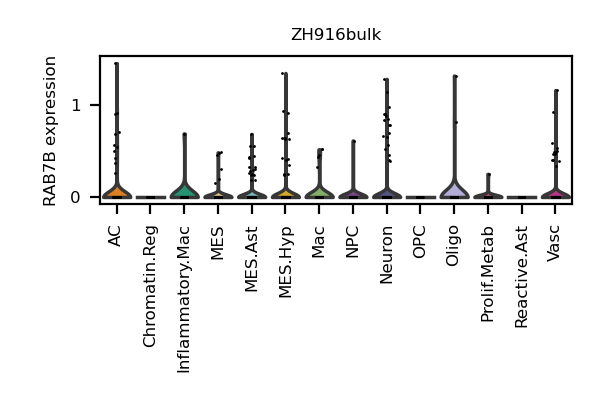 ZH916bulk
RAB7B expression
1
0
AC
Chromatin.Reg
Inflammatory.Mac
MES
MES.Ast
MES.Hyp
Mac
NPC
Neuron
OPC
Oligo
Prolif.Metab
Reactive.Ast
Vasc